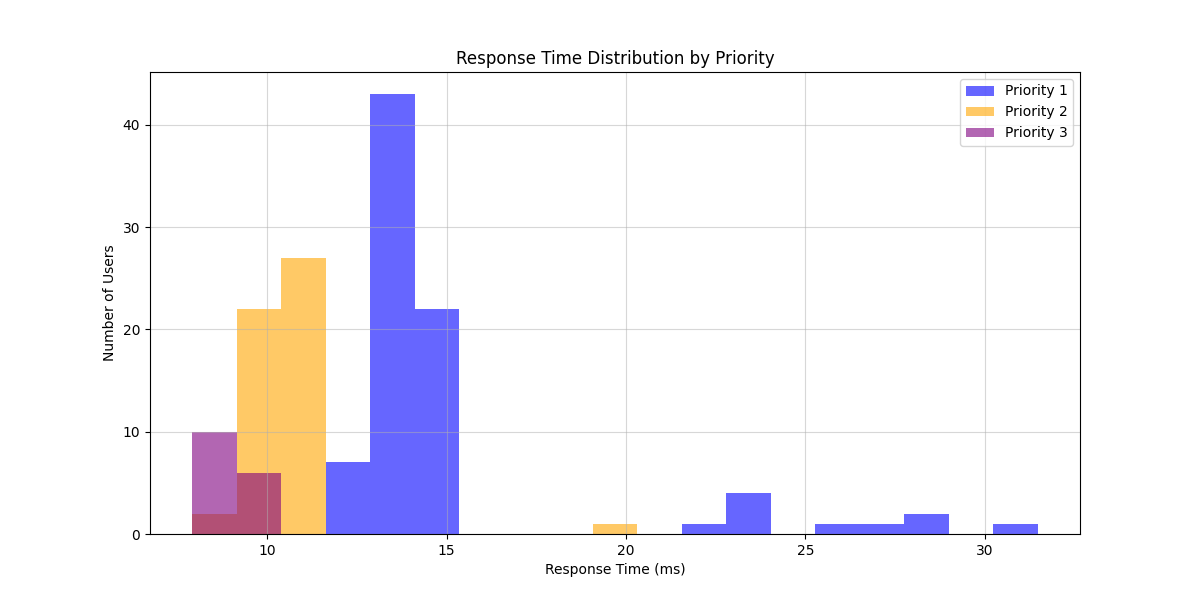 Response Time Distribution by Priority
Priority 1
Priority 2
Priority 3
Number of Users
40
30
20
10
0
10 15 20 25 30
Response Time (ms)